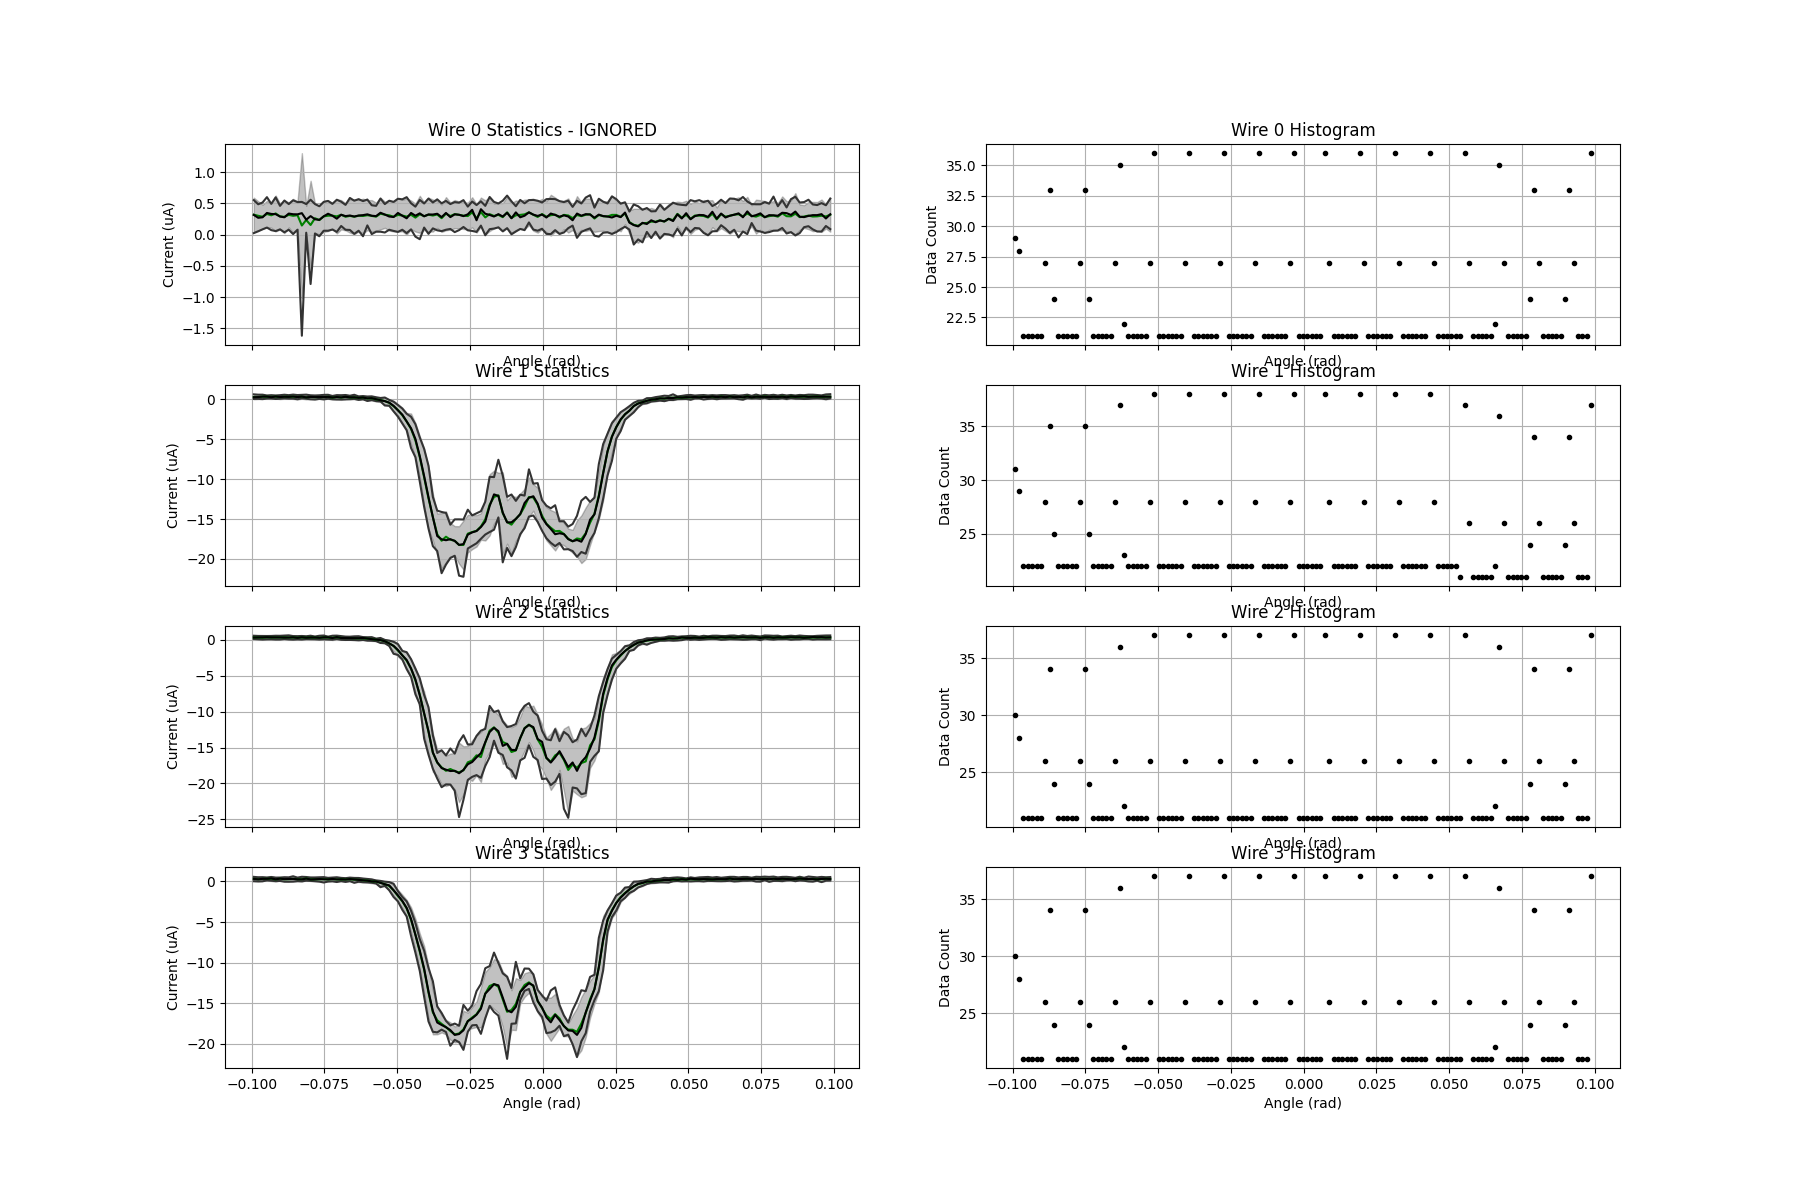 Wire 0 Statistics - IGNORED
Current (uA)
1.0
0.5
0.0
−0.5
−1.0
−1.5
Angle (rad)
Wire 0 Histogram
Data Count
35.0
32.5
30.0
27.5
25.0
22.5
Angle (rad)
Wire 1 Statistics
Current (uA)
0
−5
−10
−15
−20
Angle (rad)
Wire 1 Histogram
Data Count
35
30
25
Angle (rad)
Wire 2 Statistics
Current (uA)
0
−5
−10
−15
−20
−25
Angle (rad)
Wire 2 Histogram
Data Count
35
30
25
Angle (rad)
Wire 3 Statistics
Current (uA)
0
−5
−10
−15
−20
−0.100 −0.075 −0.050 −0.025 0.000 0.025 0.050 0.075 0.100
Angle (rad)
Wire 3 Histogram
Data Count
35
30
25
−0.100 −0.075 −0.050 −0.025 0.000 0.025 0.050 0.075 0.100
Angle (rad)